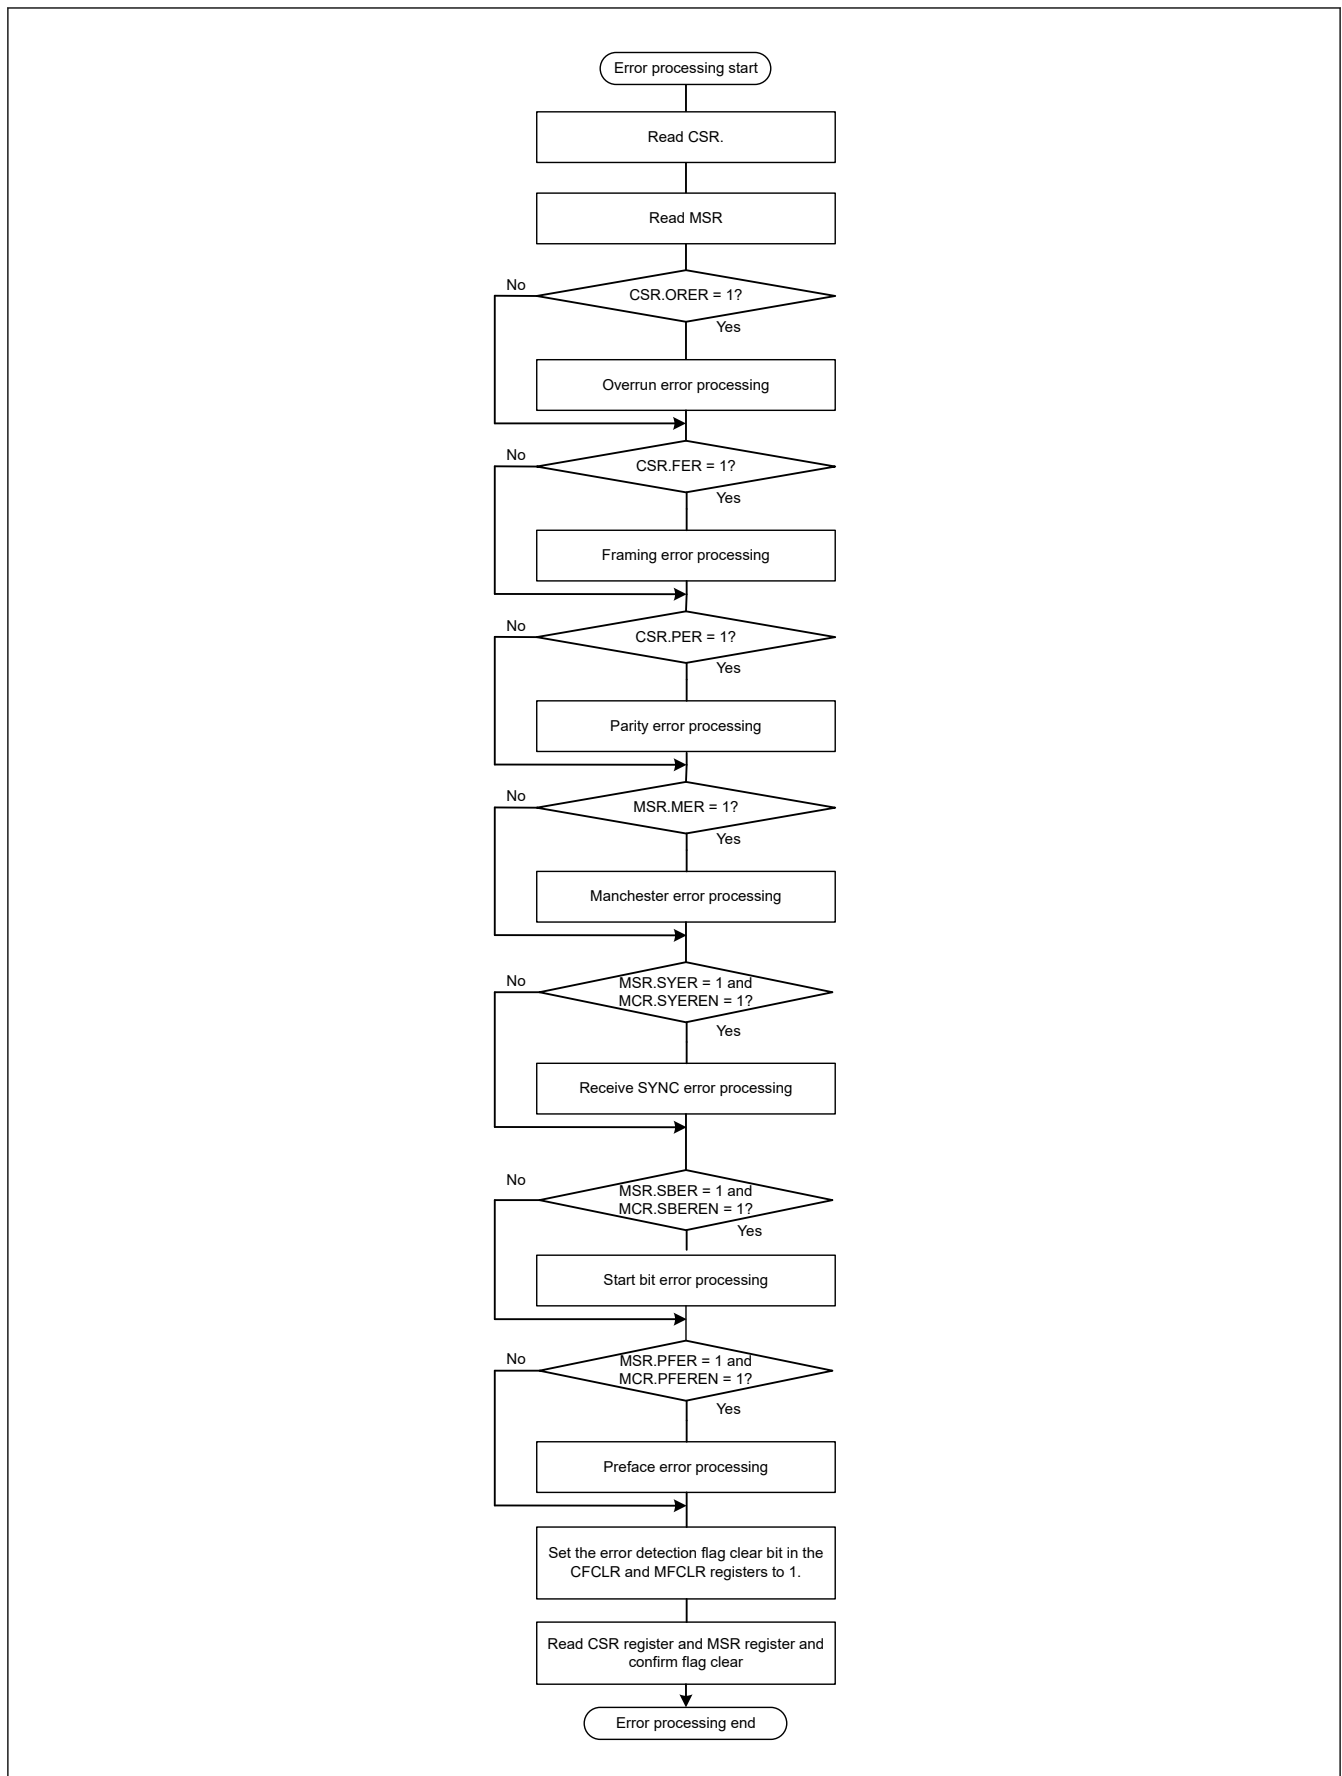 Error processing start
Read CSR.
Read MSR
No
CSR.ORER = 1?
Yes
Overrun error processing
No
CSR.FER = 1?
Yes
Framing error processing
No
CSR.PER = 1?
Yes
Parity error processing
No
MSR.MER = 1?
Yes
Manchester error processing
No
MSR.SYER = 1 and
MCR.SYEREN = 1?
Yes
Receive SYNC error processing
No
MSR.SBER = 1 and
MCR.SBEREN = 1?
Yes
Start bit error processing
No
MSR.PFER = 1 and
MCR.PFEREN = 1?
Yes
Preface error processing
Set the error detection flag clear bit in the
CFCLR and MFCLR registers to 1.
Read CSR register and MSR register and
confirm flag clear
Error processing end